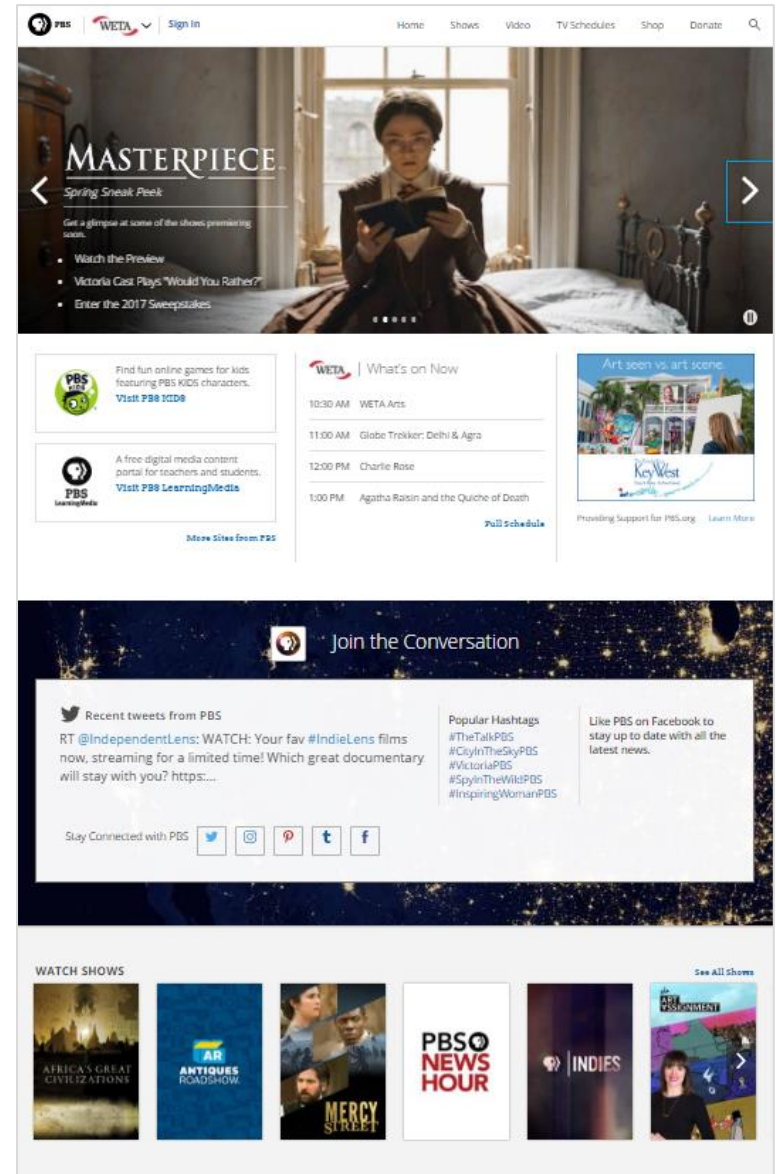 PBS
WETA
Sign In
Home
Shows
Video
TV Schedules
Shop
Donate
MASTERPIECE
Spring Sneak Peek
Get a glimpse at some of the shows premiering
soon.
Watch the Preview
Victoria Cast Plays "Would You Rather?"
Enter the 2017 Sweepstakes
PBS
KIDS
Find fun online games for kids
featuring PBS KIDS characters.
Visit PBS KIDS
PBS
LearningMedia
A free digital media content
portal for teachers and students.
Visit PBS LearningMedia
More Sites from PBS
WETA | What's on Now
10:30 AM WETA Arts
11:00 AM Globe Trekker: Delhi & Agra
12:00 PM Charlie Rose
1:00 PM Agatha Raisin and the Quiche of Death
Full Schedule
Art seen vs. art scene.
Key West
Providing Support for PBS.org Learn More
Join the Conversation
Recent tweets from PBS
RT @IndependentLens: WATCH: Your fav #IndieLens films
now, streaming for a limited time! Which great documentary
will stay with you? https:...
Popular Hashtags
#TheTalkPBS
#CityInTheSkyPBS
#VictoriaPBS
#SpyInTheWildPBS
#InspiringWomanPBS
Like PBS on Facebook to
stay up to date with all the
latest news.
Stay Connected with PBS
WATCH SHOWS
See All Shows
AFRICA'S GREAT
CIVILIZATIONS
AR
ANTIQUES
ROADSHOW
MERCY
STREET
PBS
NEWS
HOUR
INDIES
the
ART
ASSIGNMENT